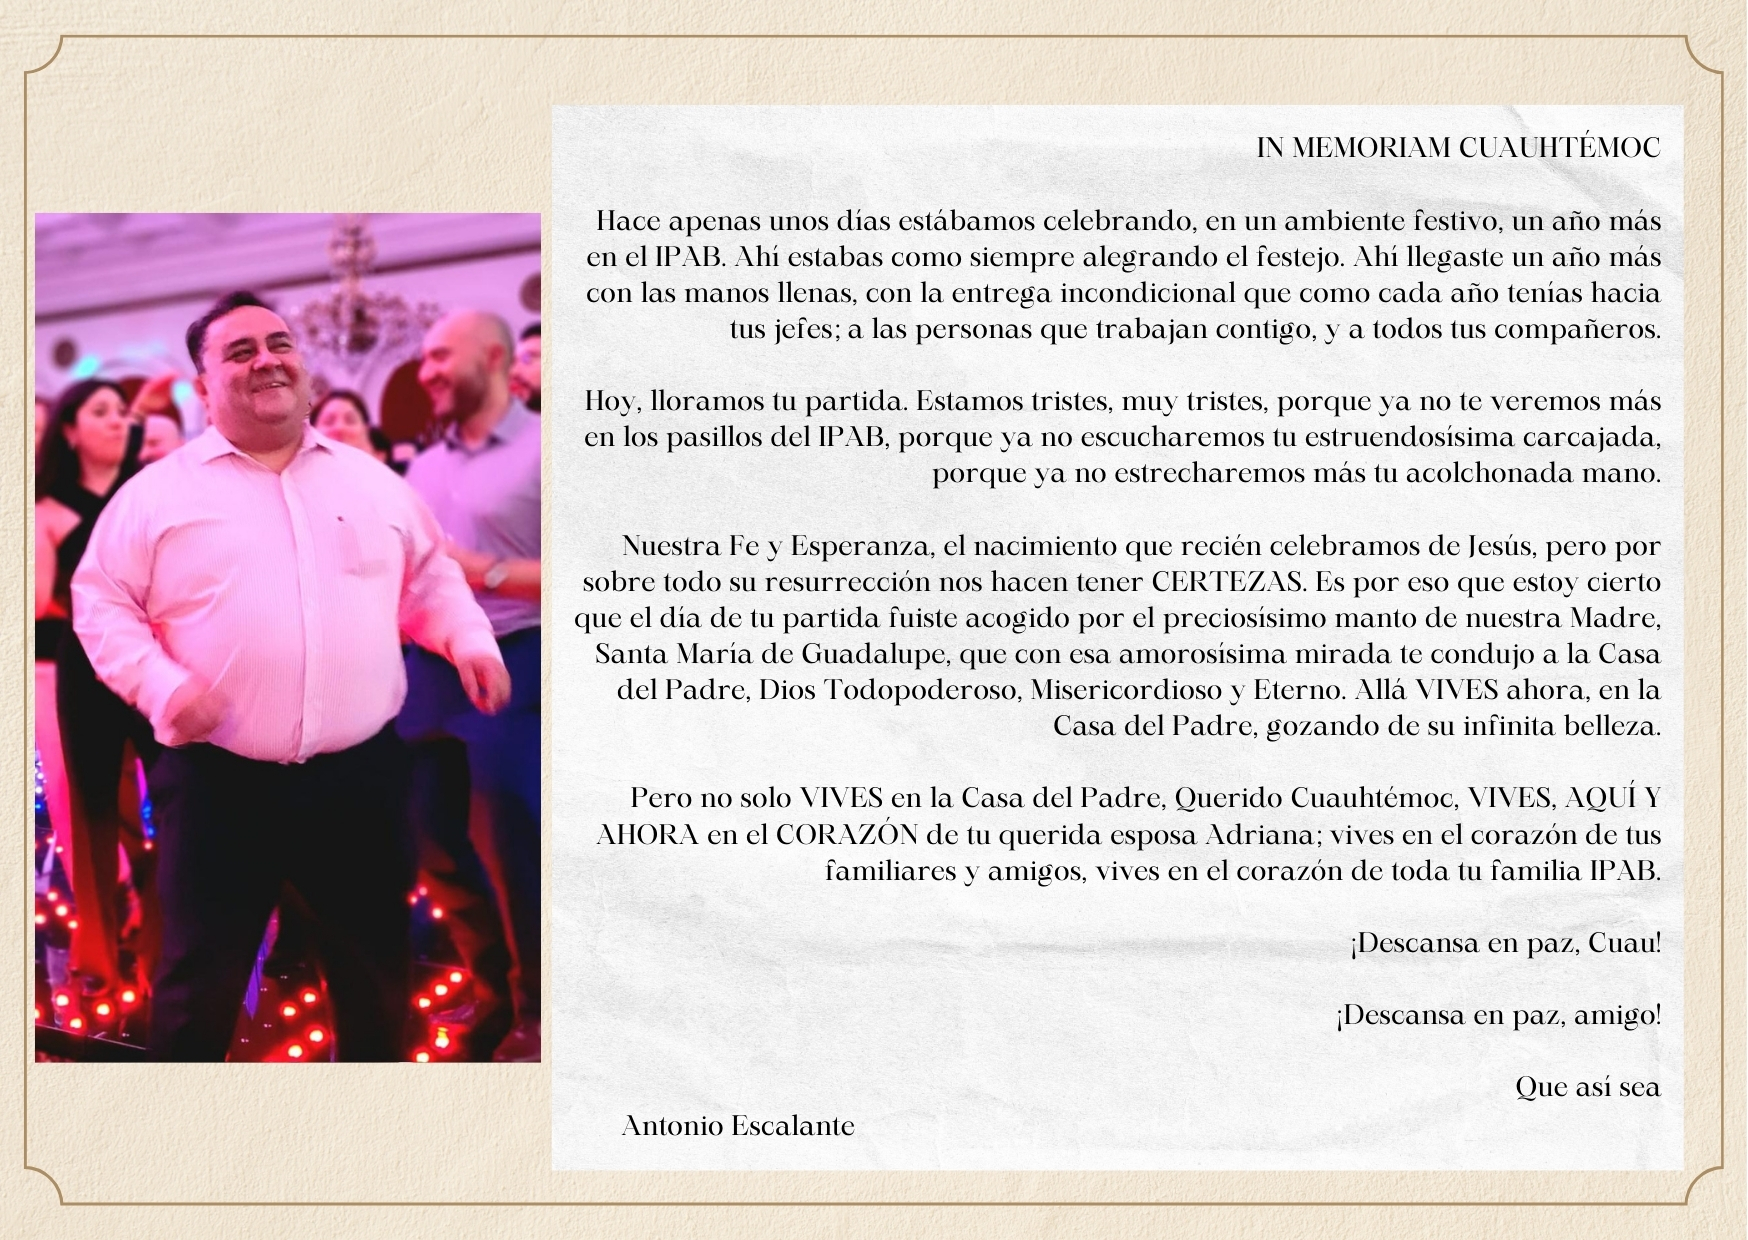 IN MEMORIAM CUAUHTÉMOC
Hace apenas unos días estábamos celebrando, en un ambiente festivo, un año más
en el IPAB. Ahí estabas como siempre alegrando el festejo. Ahí llegaste un año más
con las manos llenas, con la entrega incondicional que como cada año tenías hacia
tus jefes; a las personas que trabajan contigo, y a todos tus compañeros.
Hoy, lloramos tu partida. Estamos tristes, muy tristes, porque ya no te veremos más
en los pasillos del IPAB, porque ya no escucharemos tu estruendosísima carcajada,
porque ya no estrecharemos más tu acolchonada mano.
Nuestra Fe y Esperanza, el nacimiento que recién celebramos de Jesús, pero por
sobre todo su resurrección nos hacen tener CERTEZAS. Es por eso que estoy cierto
que el día de tu partida fuiste acogido por el preciosísimo manto de nuestra Madre,
Santa María de Guadalupe, que con esa amorosísima mirada te condujo a la Casa
del Padre, Dios Todopoderoso, Misericordioso y Eterno. Allá VIVES ahora, en la
Casa del Padre, gozando de su infinita belleza.
Pero no solo VIVES en la Casa del Padre, Querido Cuauhtémoc, VIVES, AQUÍ Y
AHORA en el CORAZÓN de tu querida esposa Adriana; vives en el corazón de tus
familiares y amigos, vives en el corazón de toda tu familia IPAB.
¡Descansa en paz, Cuau!
¡Descansa en paz, amigo!
Que así sea
Antonio Escalante